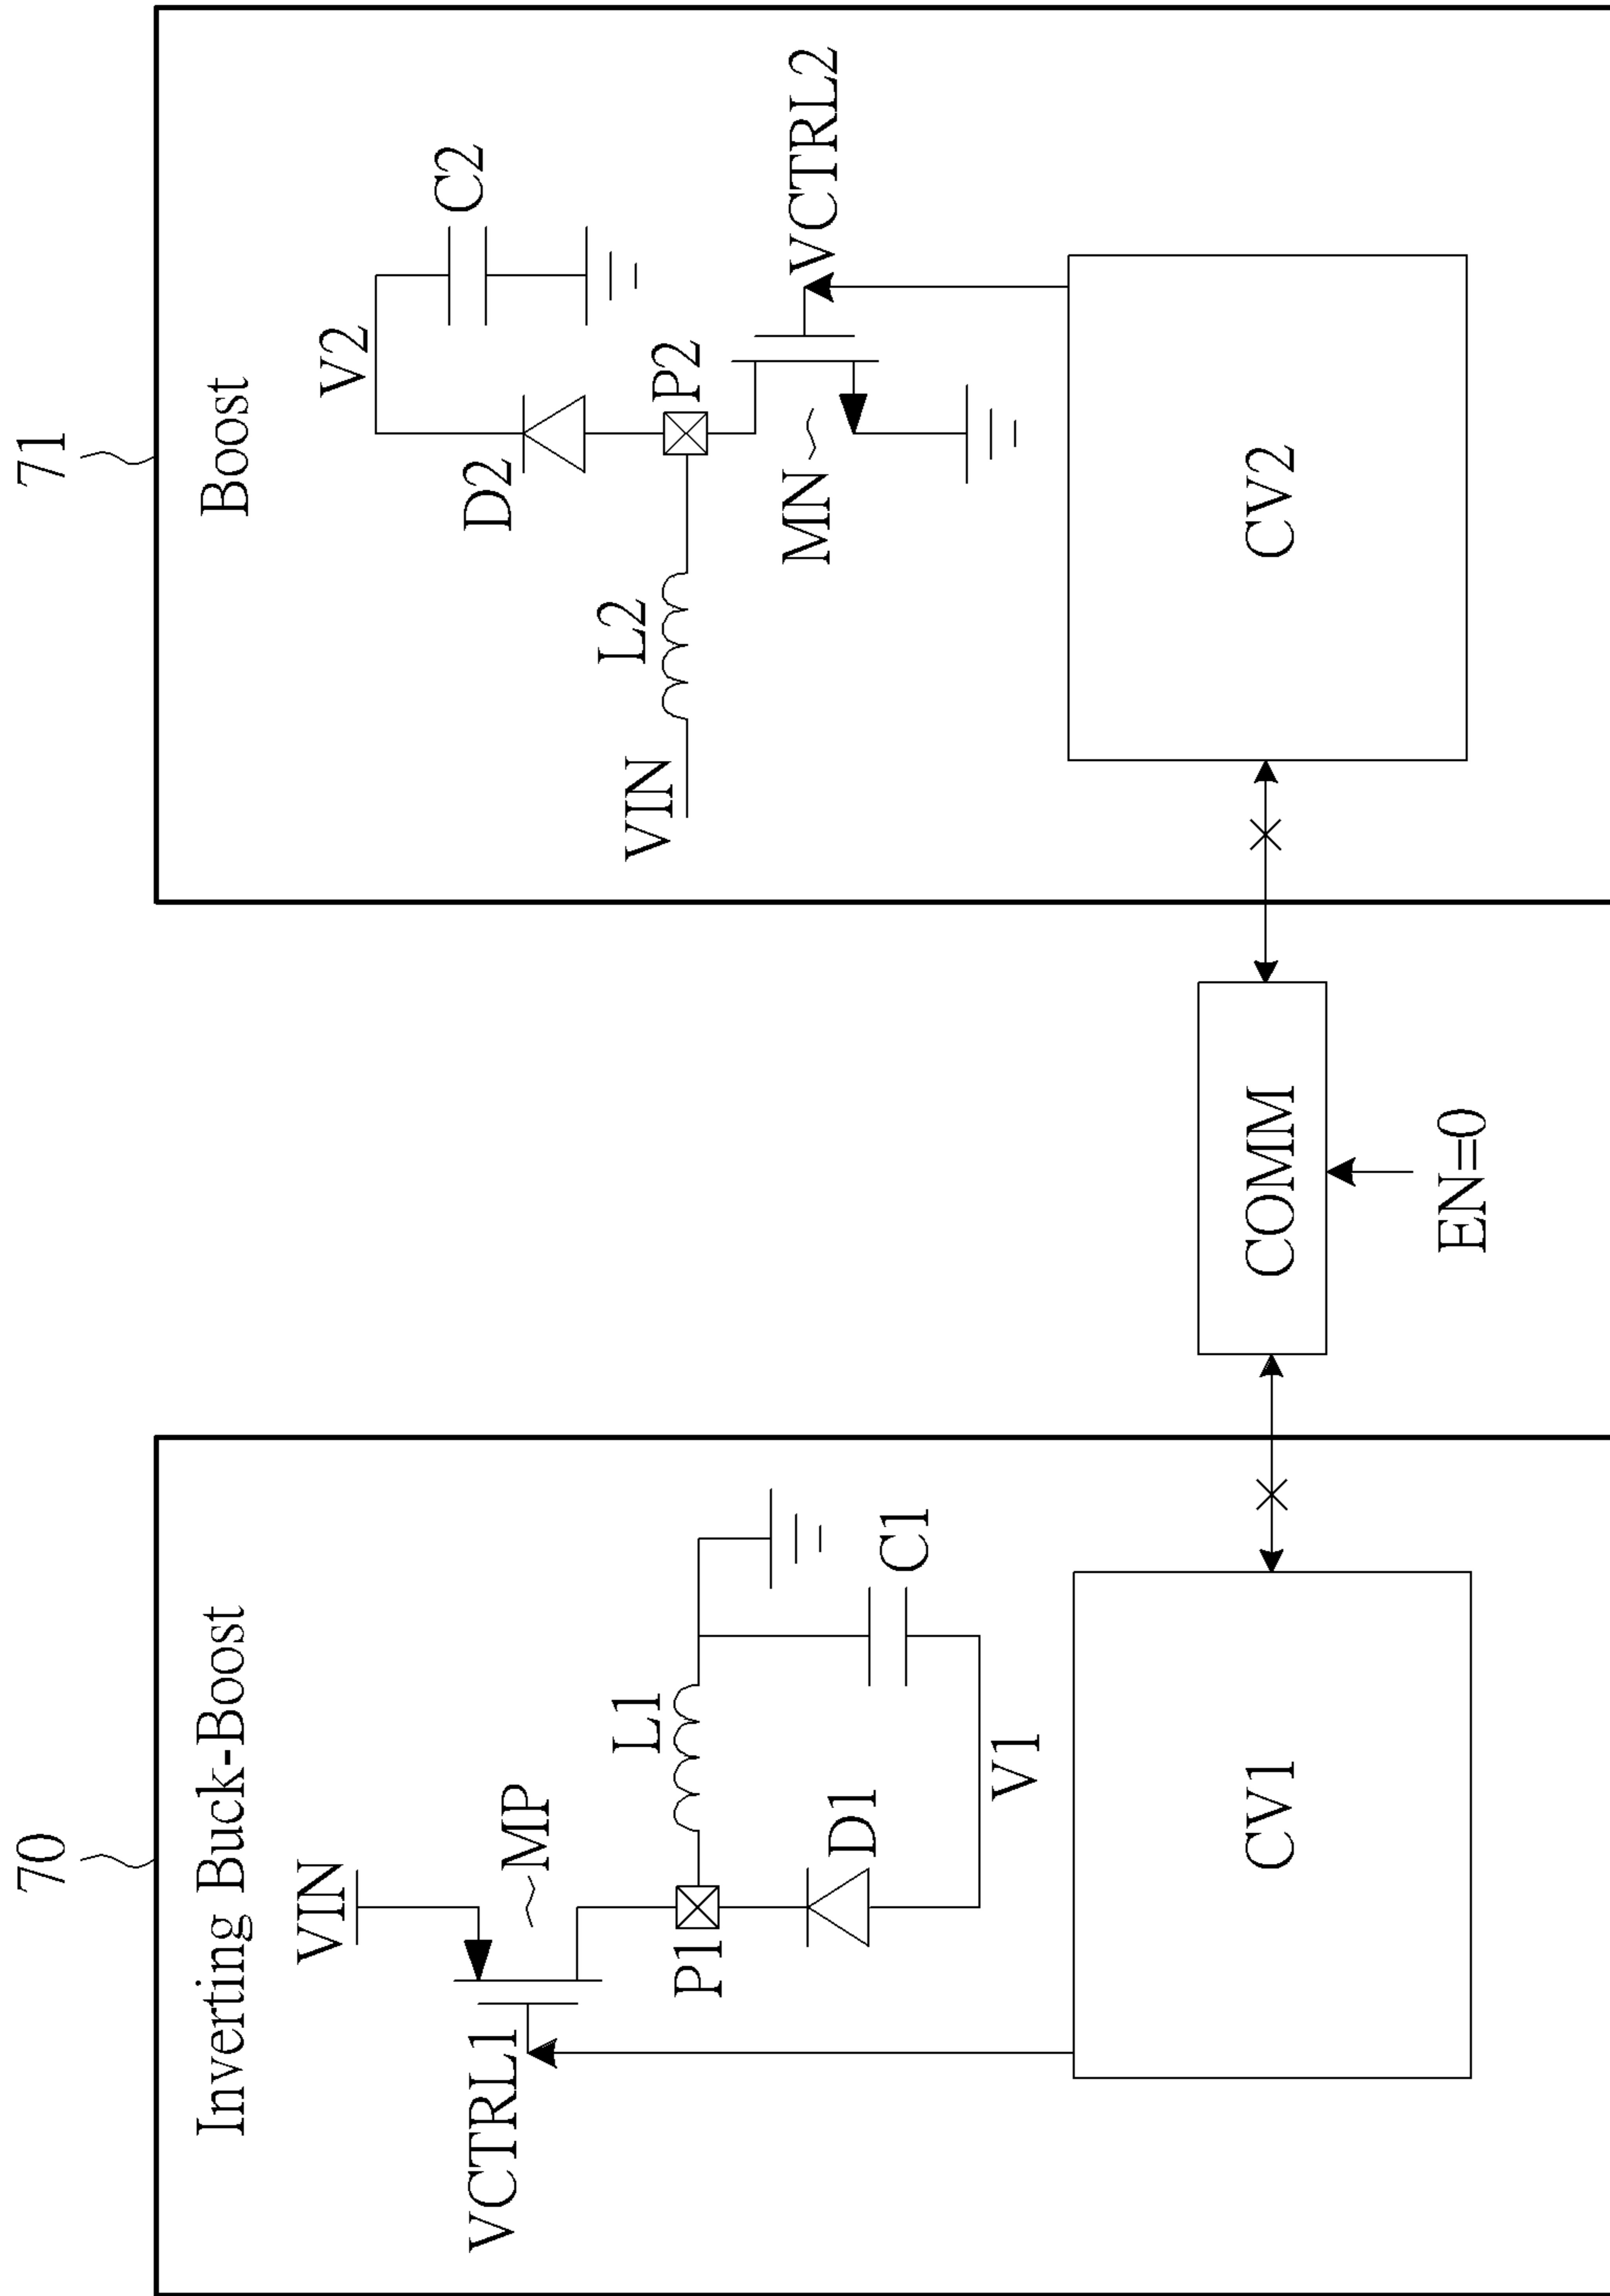 70
Inverting Buck-Boost
VIN
VCTRL1
MP
L1
P1
D1
C1
V1
CV1
COMM
EN=0
71
Boost
V2
C2
D2
P2
L2
VIN
VCTRL2
MN
CV2